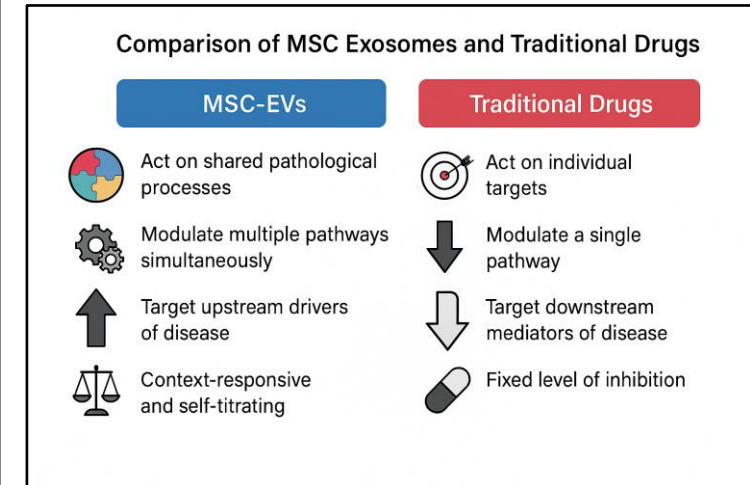 Comparison of MSC Exosomes and Traditional Drugs
MSC-EVs
Act on shared pathological
processes
Modulate multiple pathways
simultaneously
Target upstream drivers
of disease
Context-responsive
and self-titrating
Traditional Drugs
Act on individual
targets
Modulate a single
pathway
Target downstream
mediators of disease
Fixed level of inhibition